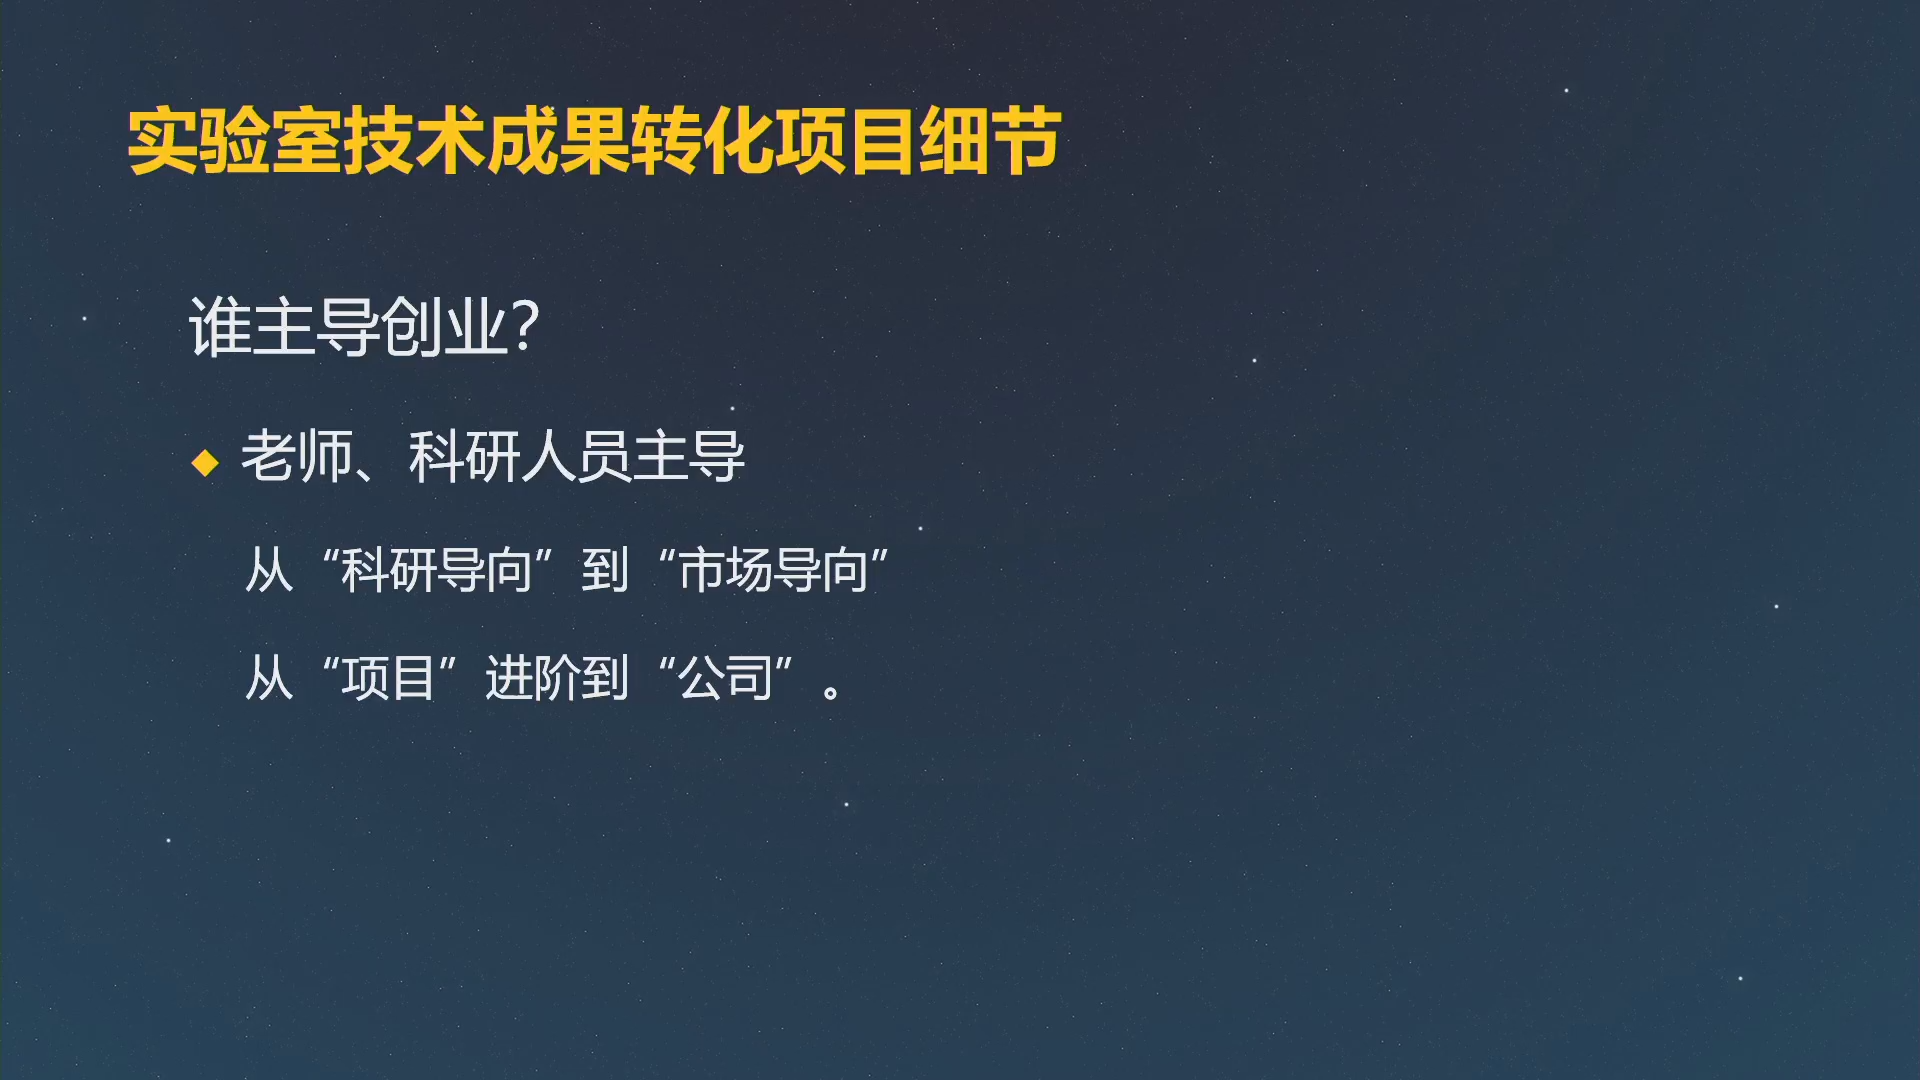 实验室技术成果转化项目细节
谁主导创业?
老师、科研人员主导
从“科研导向”到“市场导向”
从“项目”进阶到“公司”。